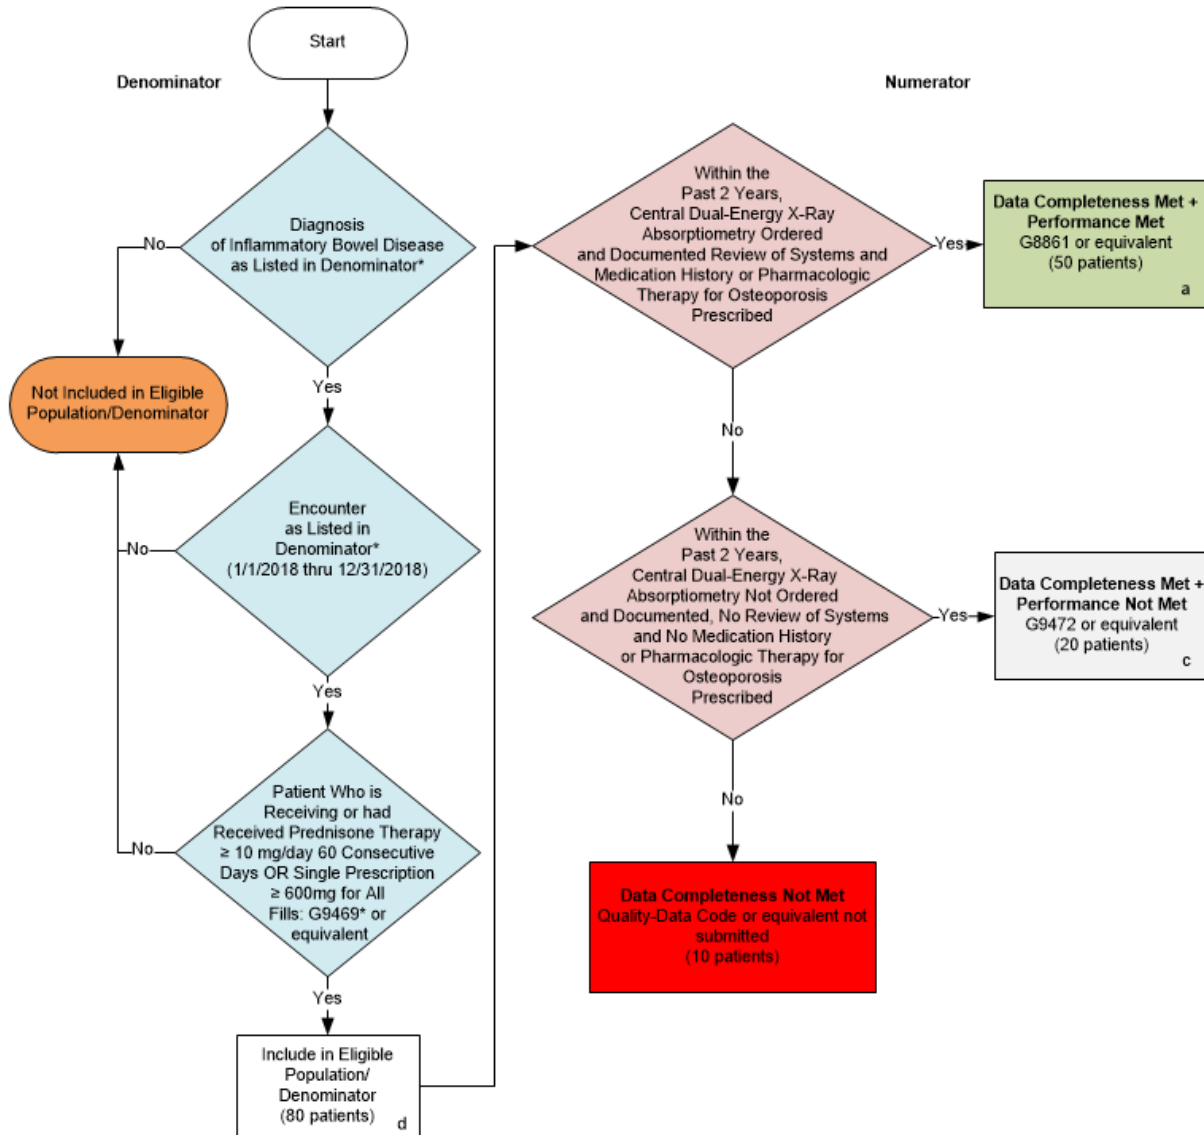 Start
Denominator
Diagnosis
of Inflammatory Bowel Disease
as Listed in Denominator*
No
Yes
Not Included in Eligible
Population/Denominator
Encounter
as Listed in
Denominator*
(1/1/2018 thru 12/31/2018)
No
Yes
Patient Who is
Receiving or had
Received Prednisone Therapy
≥ 10 mg/day 60 Consecutive
Days OR Single Prescription
≥ 600mg for All
Fills: G9469* or
equivalent
No
Yes
Include in Eligible
Population/
Denominator
(80 patients)
d
Numerator
Within the
Past 2 Years,
Central Dual-Energy X-Ray
Absorptiometry Ordered
and Documented Review of Systems and
Medication History or Pharmacologic
Therapy for Osteoporosis
Prescribed
Yes
Data Completeness Met +
Performance Met
G8861 or equivalent
(50 patients)
a
No
Within the
Past 2 Years,
Central Dual-Energy X-Ray
Absorptiometry Not Ordered
and Documented, No Review of Systems
and No Medication History
or Pharmacologic Therapy for
Osteoporosis
Prescribed
Yes
Data Completeness Met +
Performance Not Met
G9472 or equivalent
(20 patients)
c
No
Data Completeness Not Met
Quality-Data Code or equivalent not
submitted
(10 patients)